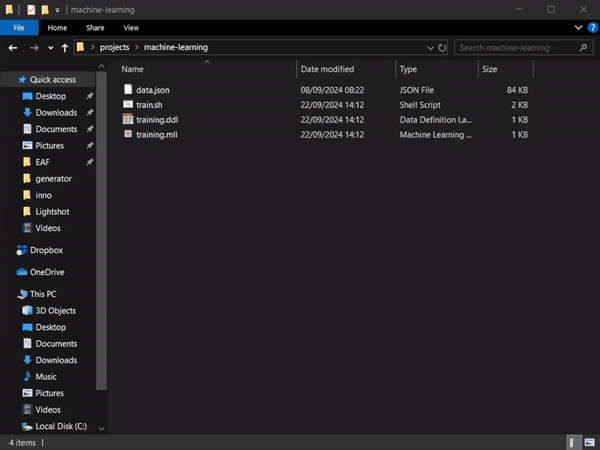 machine-learning
File Home Share View
projects machine-learning Search machine-learning
Name Date modified Type Size
Quick access
Desktop
Downloads
Documents
Pictures
EAF
generator
inno
Lightshot
Videos
Dropbox
OneDrive
This PC
3D Objects
Desktop
Documents
Downloads
Music
Pictures
Videos
Local Disk (C:)
data.json 08/09/2024 08:22 JSON File 84 KB
train.sh 22/09/2024 14:12 Shell Script 2 KB
training.ddl 22/09/2024 14:12 Data Definition La... 1 KB
training.mll 22/09/2024 14:12 Machine Learning ... 1 KB
4 items